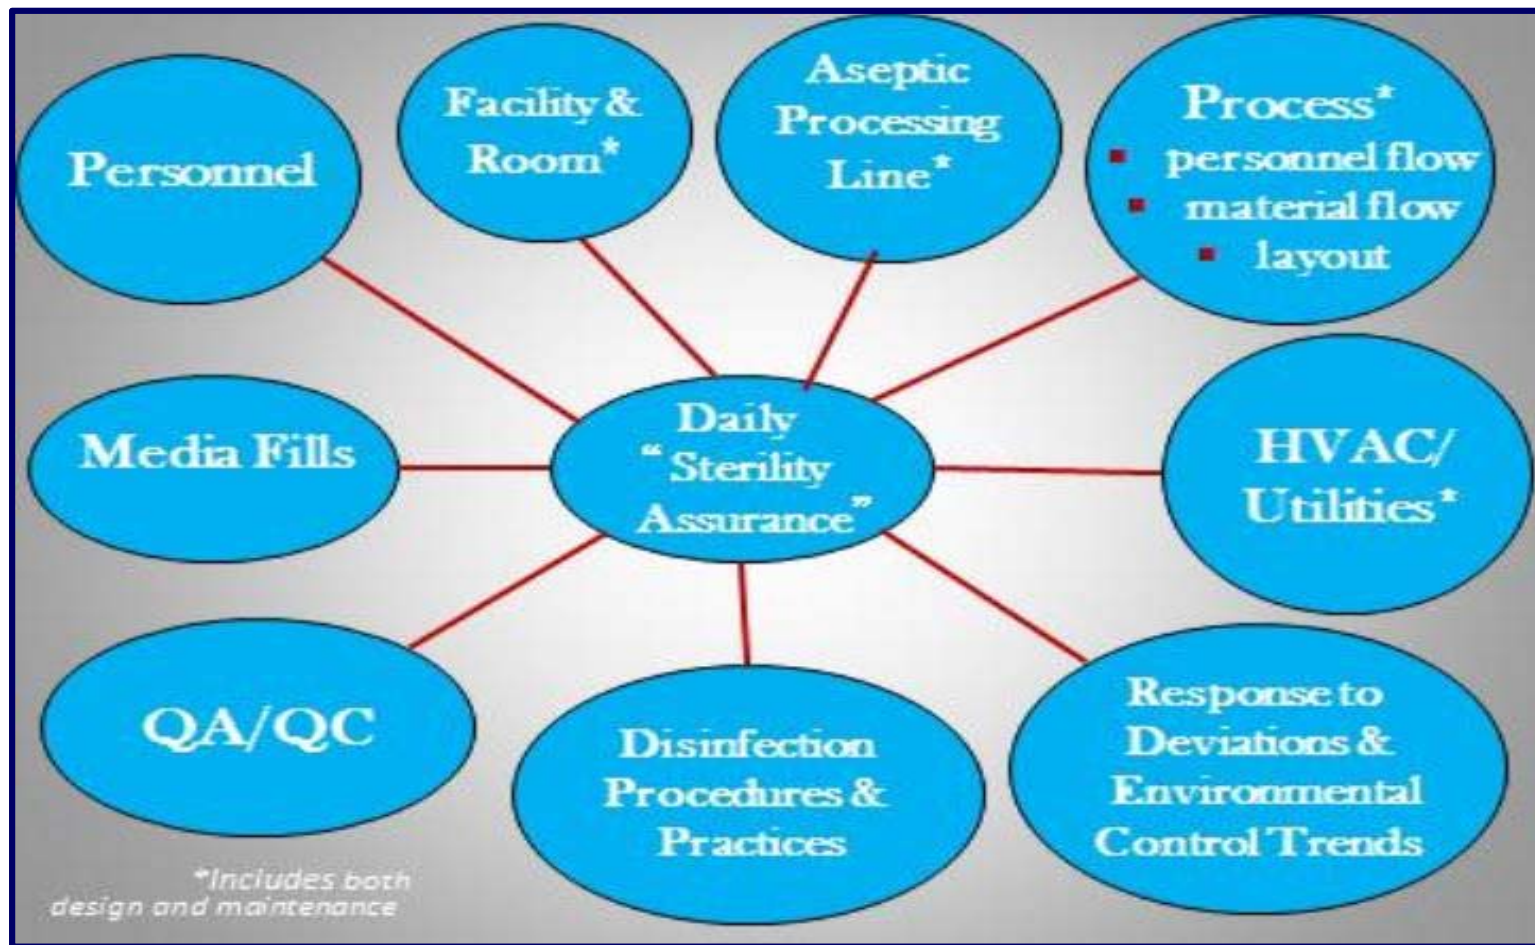 Personnel
Facility &
Room*
Aseptic
Processing
Line*
Process*
▪ personnel flow
▪ material flow
▪ layout
Media Fills
Daily
“ Sterility
Assurance”
HVAC/
Utilities*
QA/QC
Disinfection
Procedures &
Practices
Response to
Deviations &
Environmental
Control Trends
*Includes both
design and maintenance